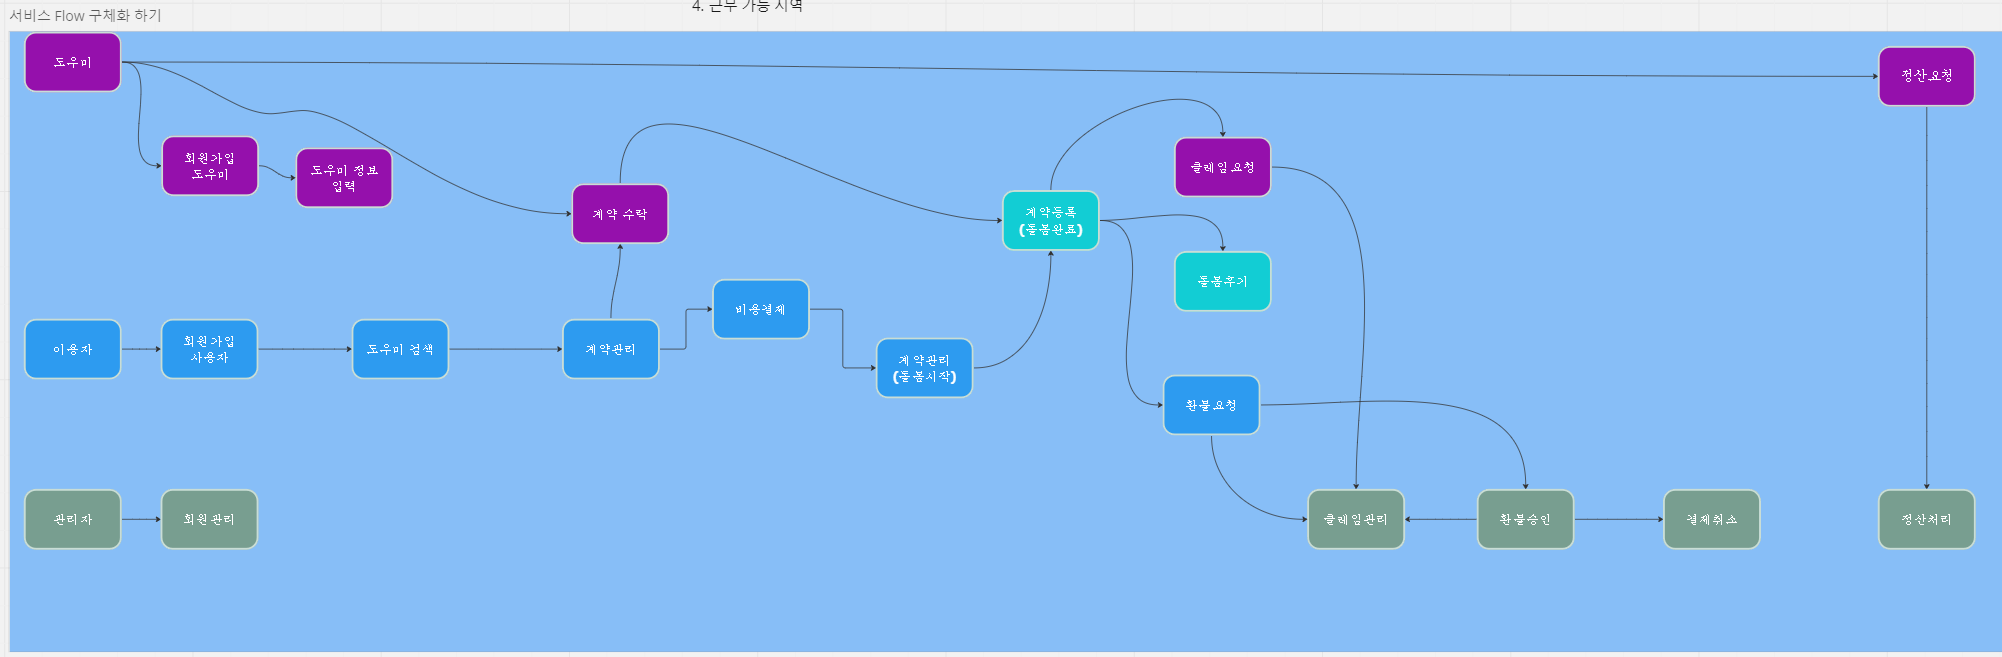 4. 근무 가능 지역
서비스 Flow 구체화 하기
도우미
정산요청
회원가입
도우미
도우미 정보
입력
계약 수락
클레임요청
계약등록
(돌봄완료)
돌봄후기
비용결제
이용자
회원가입
사용자
도우미 검색
계약관리
계약관리
(돌봄시작)
환불요청
관리자
회원관리
클레임관리
환불승인
결제취소
정산처리